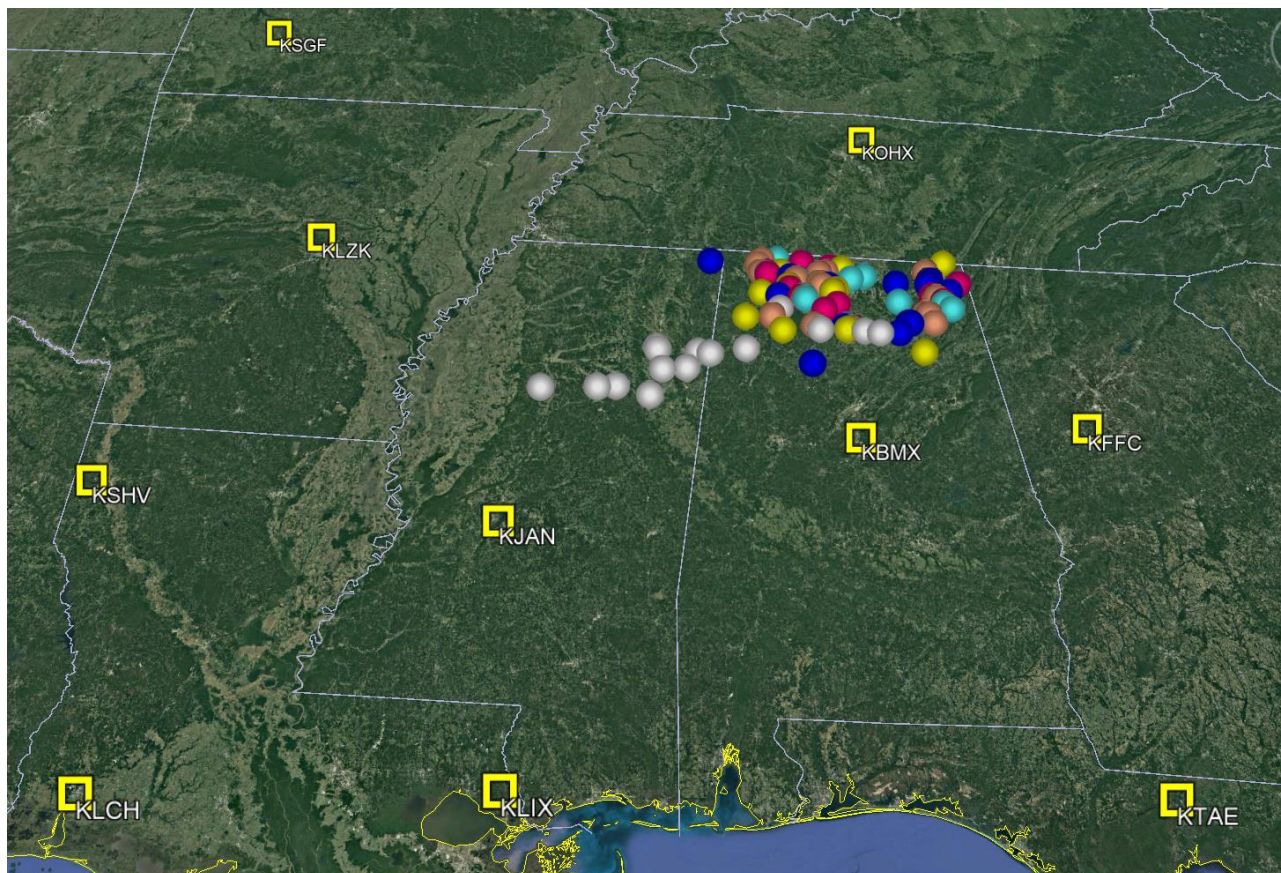 KSGF
KOHX
KLZK
KFFC
KBMX
KSHV
KJAN
KLCH
KLIX
KTAE